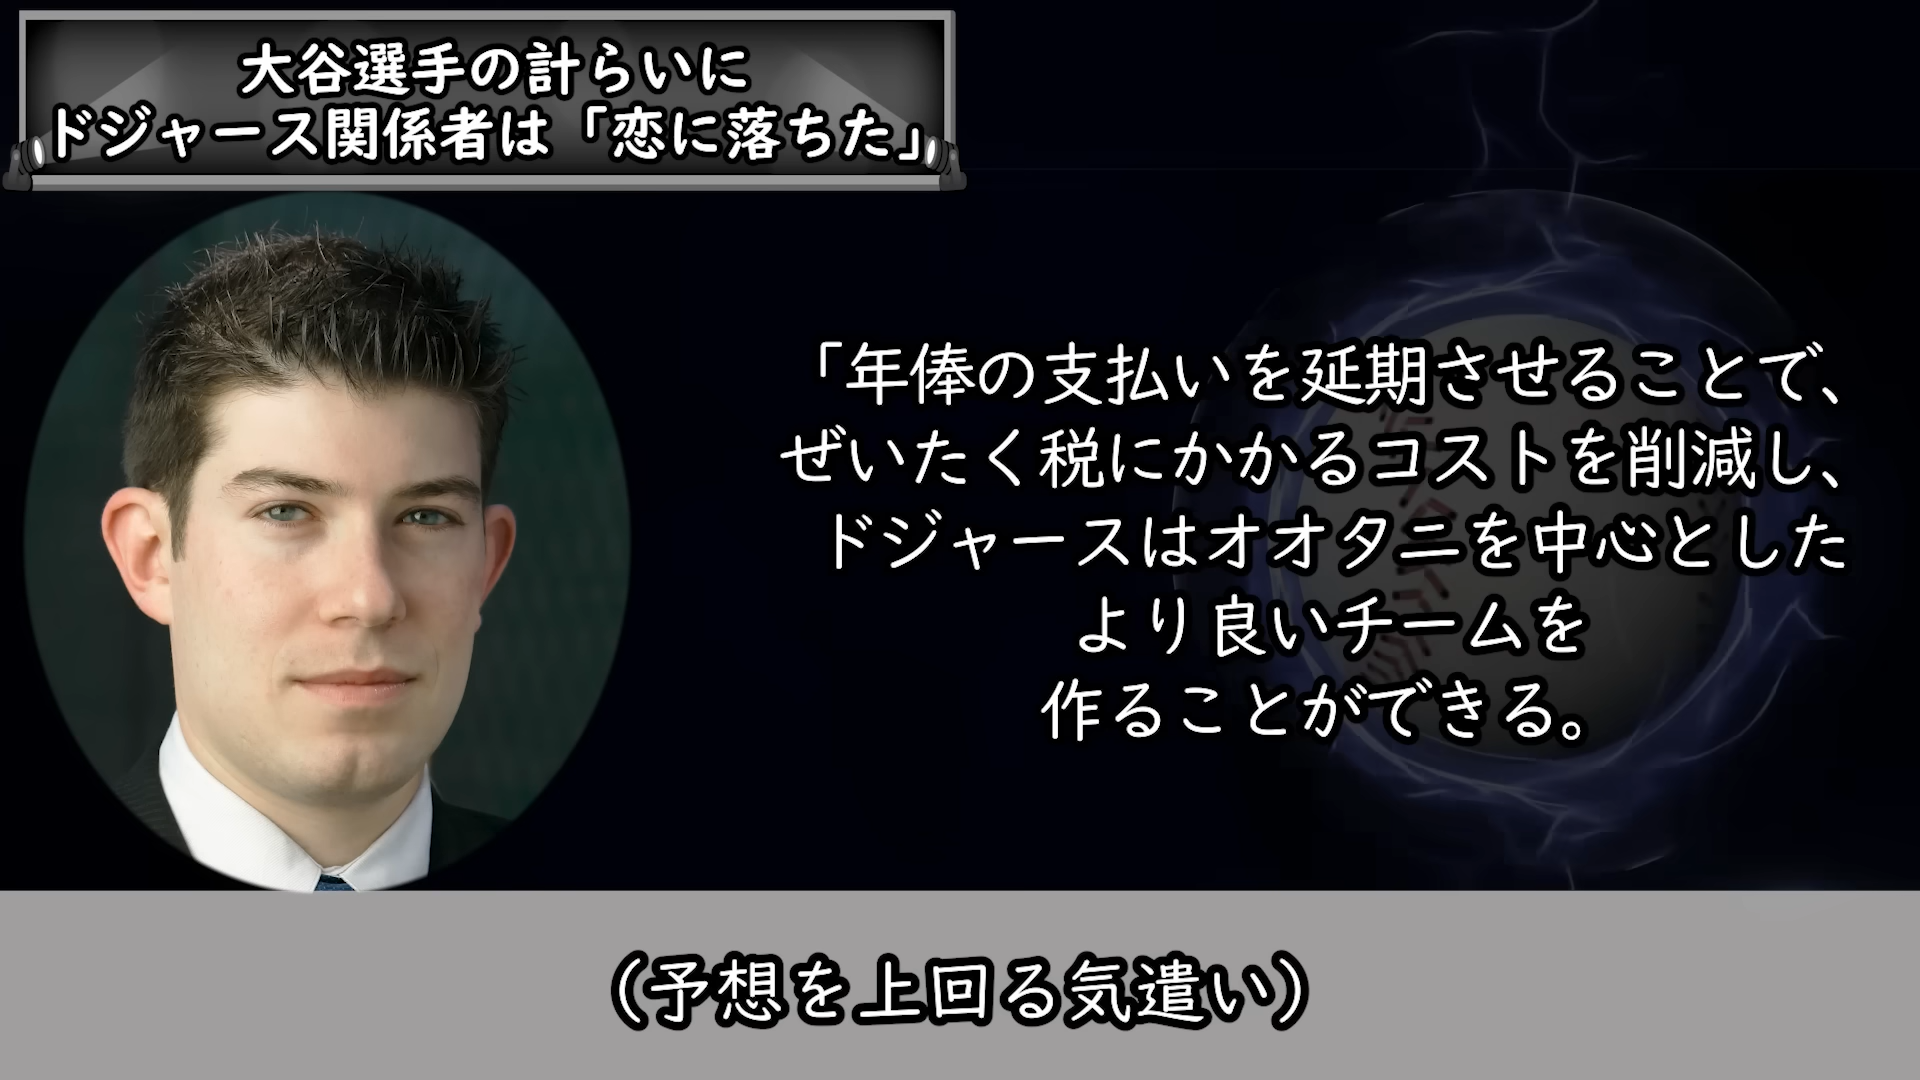 大谷選手の計らいに
ドジャース関係者は「恋に落ちた」
「年俸の支払いを延期させることで、
ぜいたく税にかかるコストを削減し、
ドジャースはオオタニを中心とした
より良いチームを
作ることができる。
（予想を上回る気遣い）